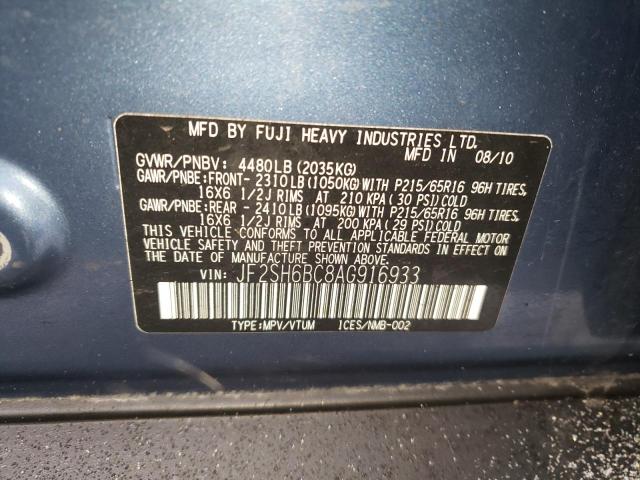 MFD BY FUJI HEAVY INDUSTRIES LTD.
MFD IN 08/10
GVWR/PNBV: 4480LB(2035KG)
GAWR/PNBE:FRONT-2310LB(1050KG)WITH P215/65R16 96H TIRES,
16X6 1/2J RIMS AT 210 KPA(30 PSI)COLD
GAWR/PNBE:REAR -2410LB(1095KG)WITH P215/65R16 96H TIRES,
16X6 1/2J RIMS AT 200 KPA(29 PSI)COLD
THIS VEHICLE CONFORMS TO ALL APPLICABLE FEDERAL MOTOR
VEHICLE SAFETY AND THEFT PREVENTION STANDARDS IN EFFECT ON
THE DATE OF MANUFACTURE SHOWN ABOVE.
VIN: JF2SH6BC8AG916933
TYPE:MPV/VTUM ICES/NMB-002